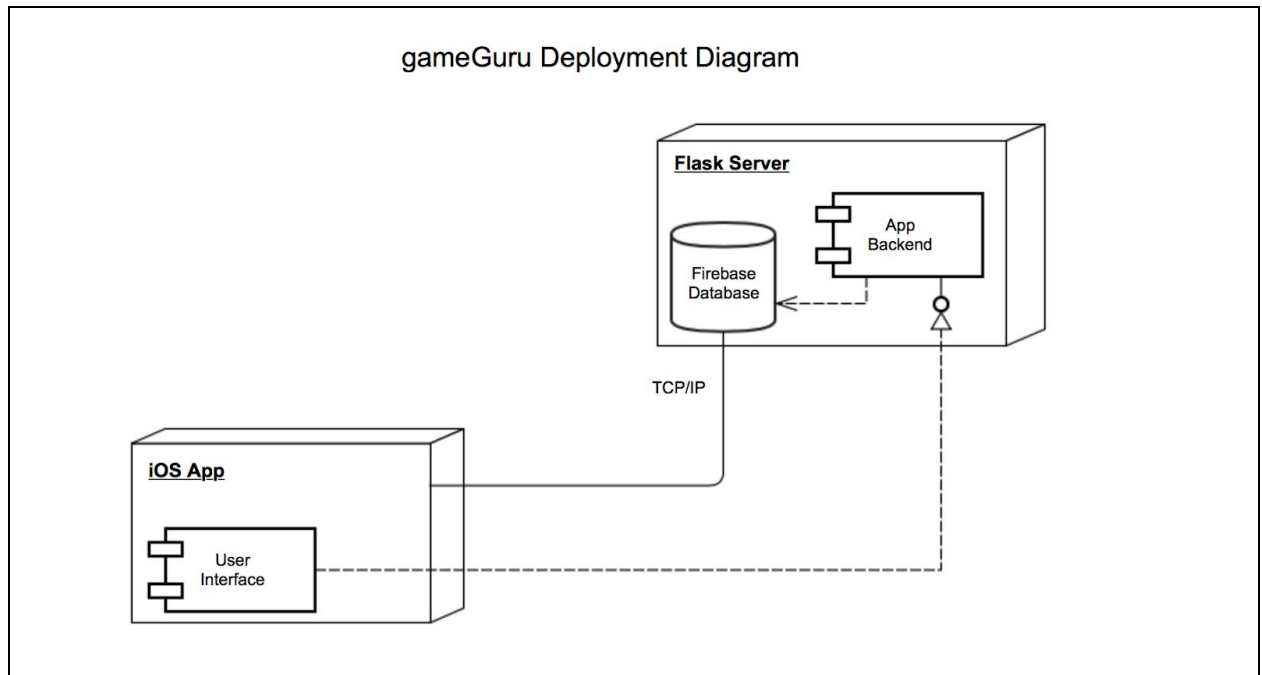 gameGuru Deployment Diagram
Flask Server
App
Backend
Firebase
Database
TCP/IP
iOS App
User
Interface